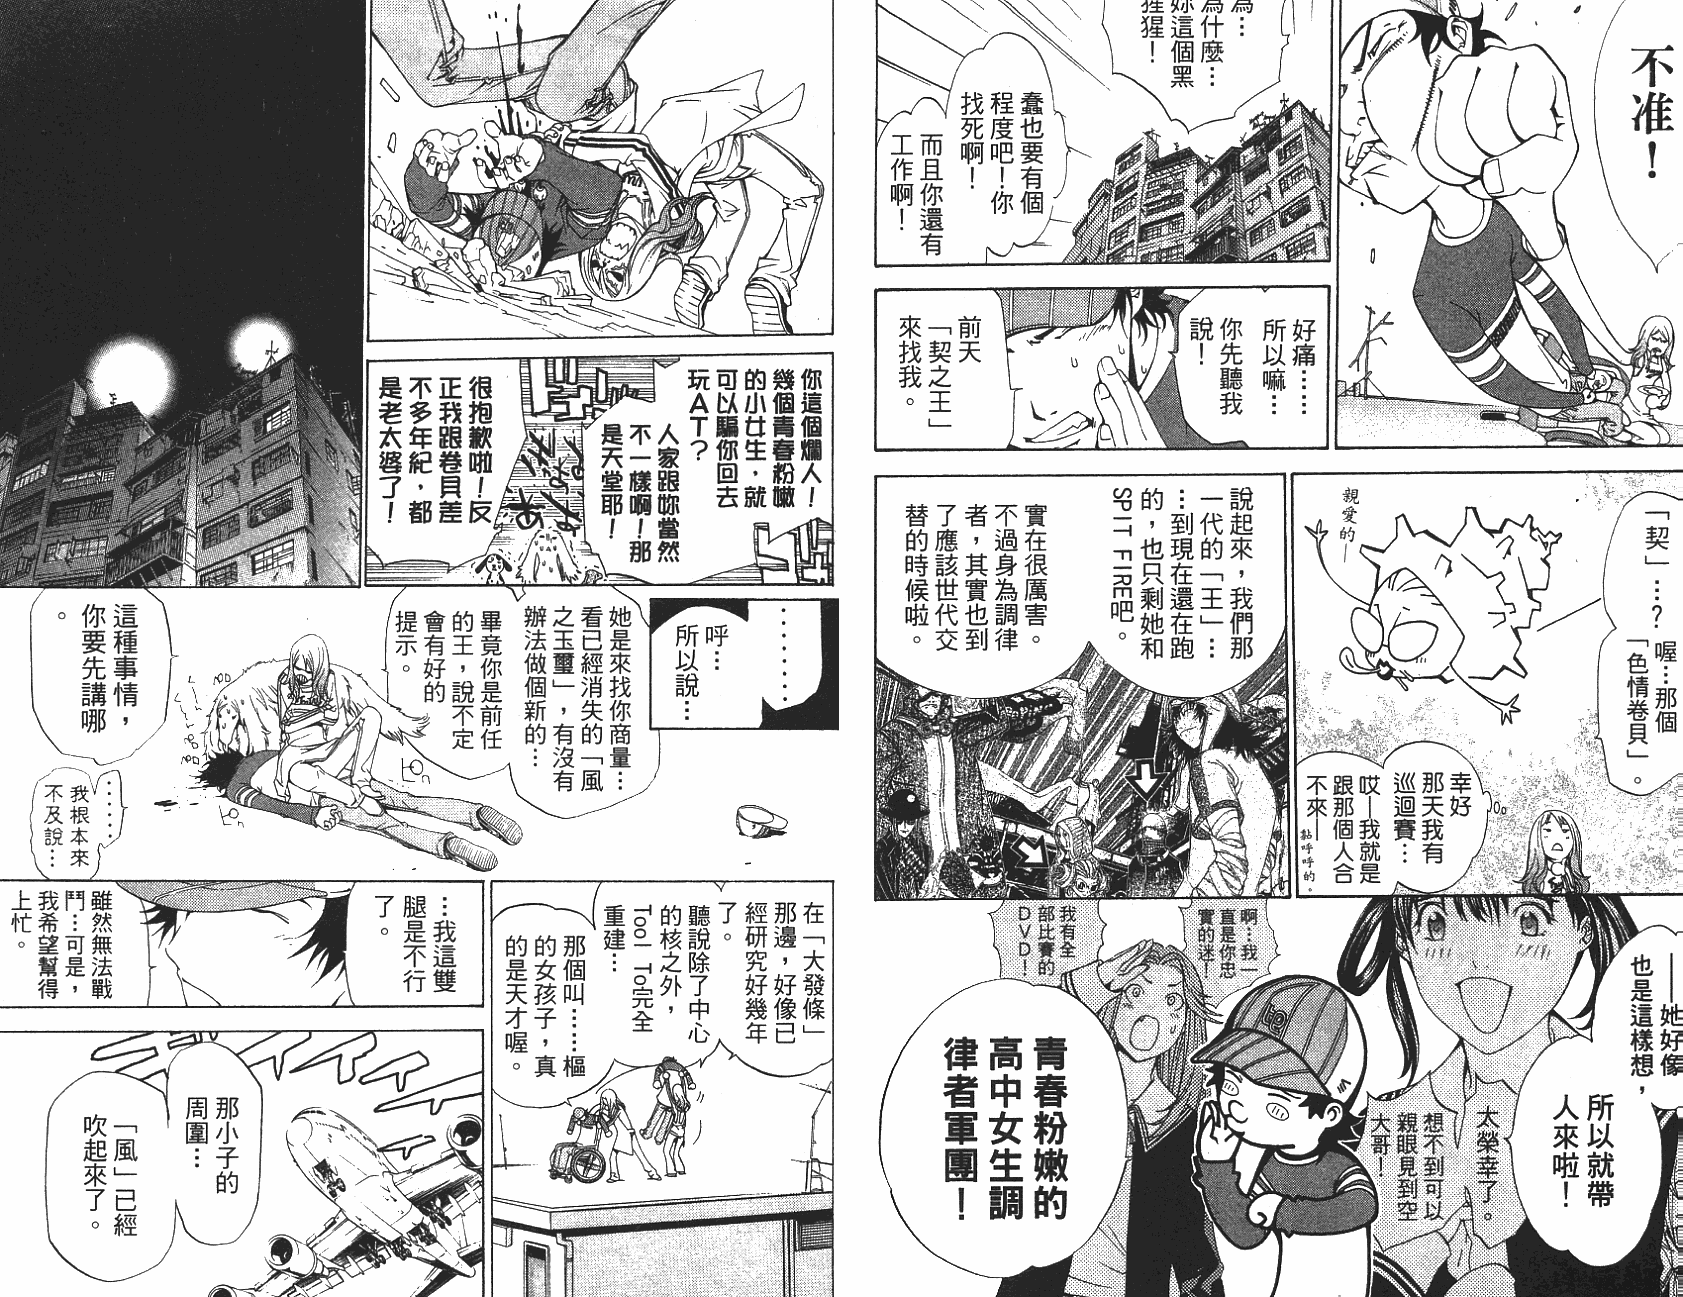 不准！
為…
為什麼…
妳這個黑
猩猩！
蠢也要有個
程度吧！你
找死啊！
而且你還有
工作啊！
好痛……
所以嘛…
你先聽我
說！
前天
「契之王」
來找我。
「契」…？
喔…那個
「色情卷貝」。
親愛的—
幸好
那天我有
巡迴賽…
哎—我就是
跟那個人合
不來—
黏呼呼的。
說起來，我們那
一代的「王」…
…到現在還在跑
的，也只剩她和
SPIT FIRE吧。
實在很厲害。
不過身為調律
者，其實也到
了應該世代交
替的時候啦。
——她好像
也是這樣想，
所以就帶
人來啦！
太榮幸了。
想不到可以
親眼見到空
大哥！
啊…我一
直是你忠
實的迷！
我有全
部比賽的
DVD！
青春粉嫩的
高中女生調
律者軍團！
你這個爛人！
幾個青春粉嫩
的小女生，就
可以騙你回去
玩AT？
人家跟妳當然
不一樣啊！那
是天堂耶！
很抱歉啦！反
正我跟卷貝差
不多年紀，都
是老太婆了！
………
呼…
所以說…
她是來找你商量…
看已經消失的「風
之玉璽」，有沒有
辦法做個新的…
畢竟你是前任
的王，說不定
會有好的
提示。
這種事情，
你要先講哪
。
……
我根本來
不及說…
在「大發條」
那邊，好像已
經研究好幾年
了。
聽說除了中心
的核之外，
Tool To完全
重建…
那個叫……樞
的女孩子，真
的是天才喔。
…我這雙
腿是不行
了。
雖然無法戰
鬥…可是，
我希望幫得
上忙。
那小子的
周圍…
「風」已經
吹起來了。